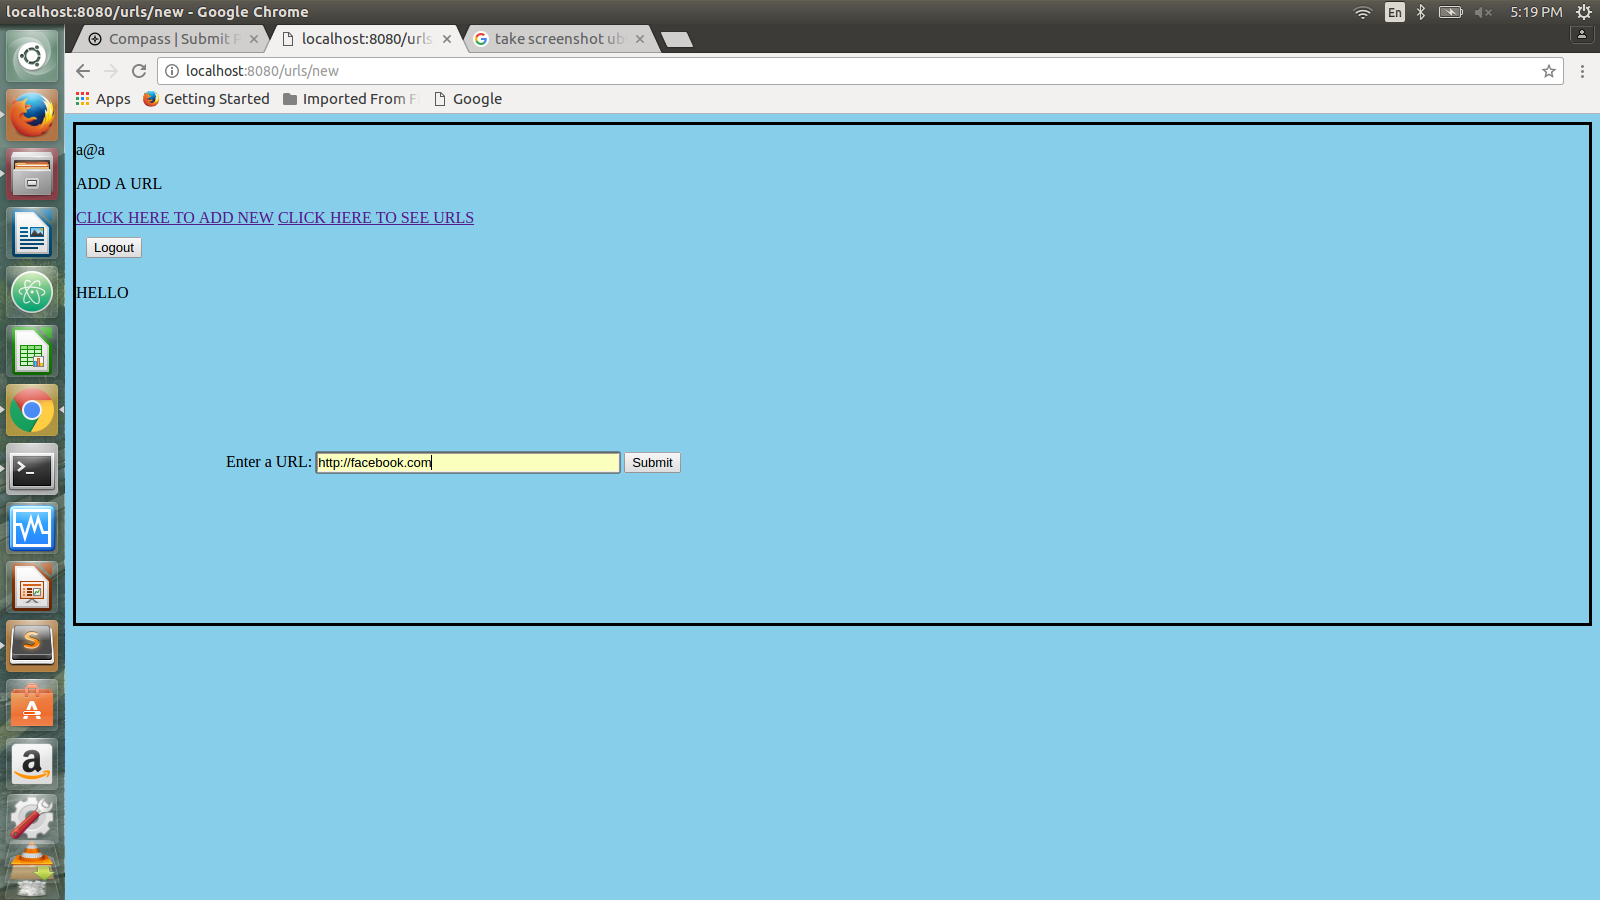 localhost:8080/urls/new - Google Chrome
En
5:19 PM
Compass | Submit
localhost:8080/urls
take screenshot ub
localhost:8080/urls/new
Apps
Getting Started
Imported From
Google
a@a
ADD A URL
CLICK HERE TO ADD NEW CLICK HERE TO SEE URLS
Logout
HELLO
Enter a URL: http://facebook.com Submit